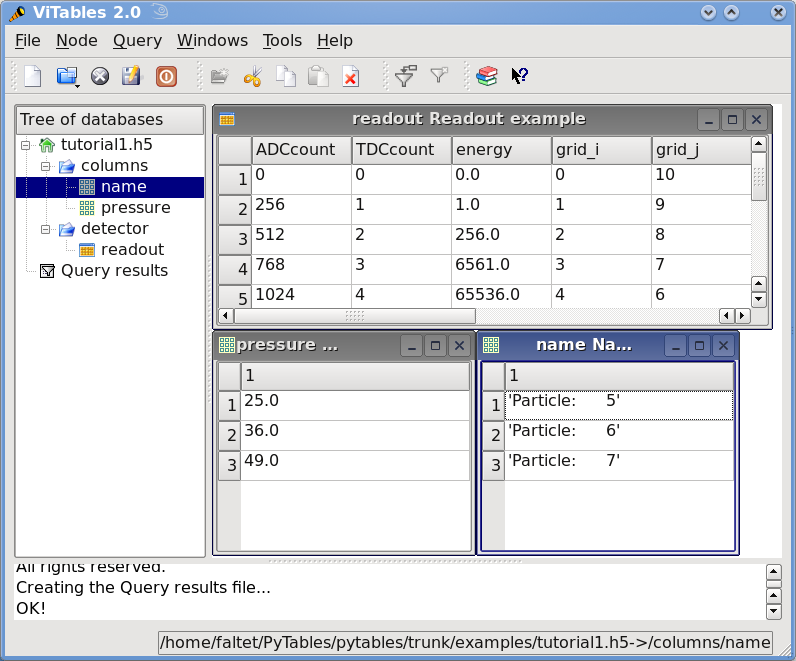 ViTables 2.0
File Node Query Windows Tools Help
Tree of databases
tutorial1.h5
columns
name
pressure
detector
readout
Query results
readout Readout example
ADCcount TDCcount energy grid_i grid_j
1 0 0 0.0 0 10
2 256 1 1.0 1 9
3 512 2 256.0 2 8
4 768 3 6561.0 3 7
5 1024 4 65536.0 4 6
pressure ...
1
1 25.0
2 36.0
3 49.0
name Na...
1
1 'Particle:      5'
2 'Particle:      6'
3 'Particle:      7'
All rights reserved.
Creating the Query results file...
OK!
/home/faltet/PyTables/pytables/trunk/examples/tutorial1.h5->/columns/name